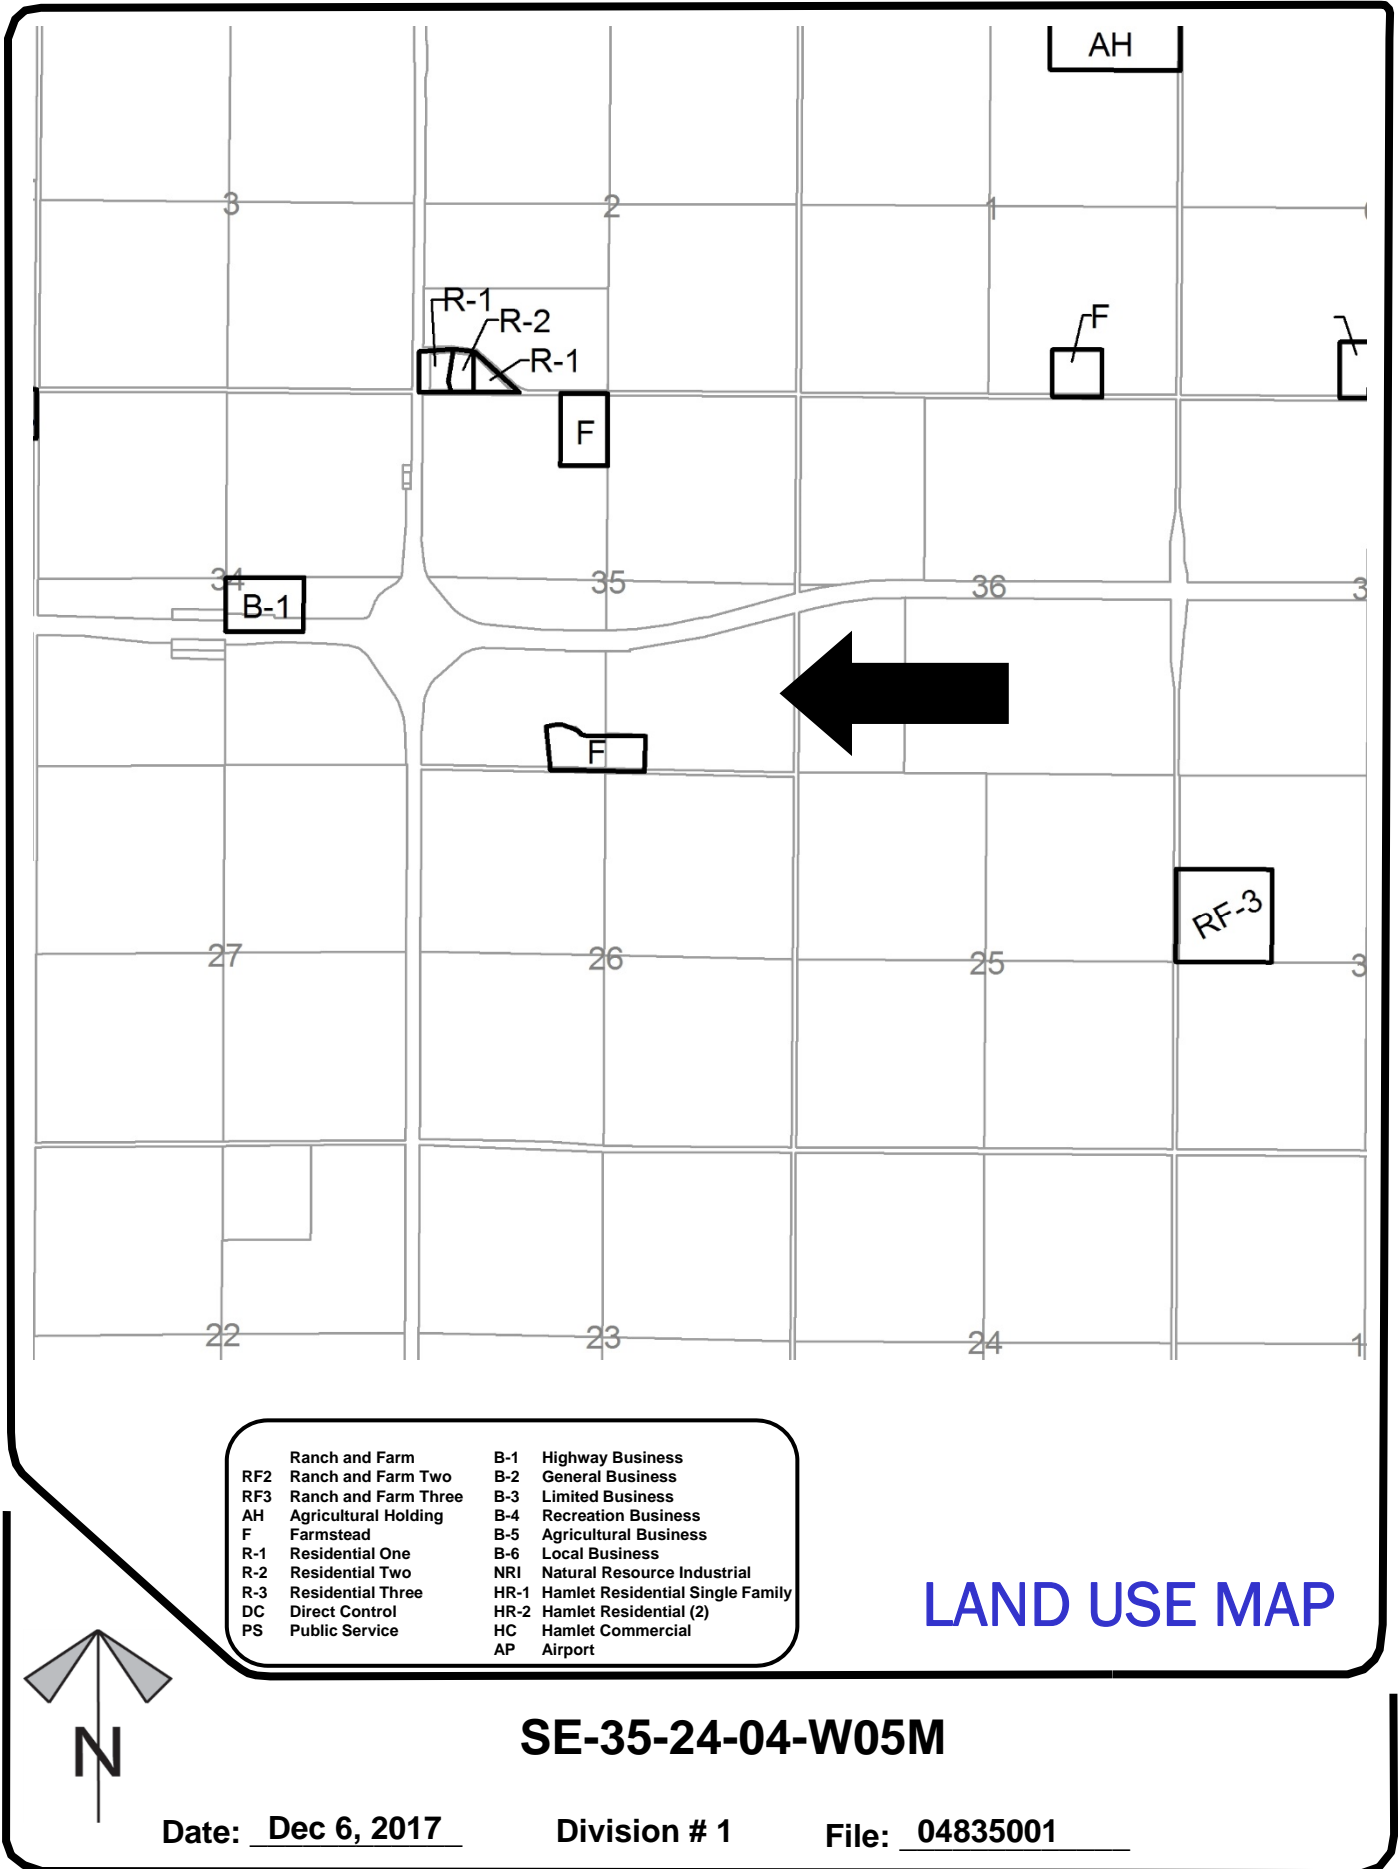 AH
3
2
1
R-1
R-2
R-1
F
F
34
B-1
35
36
3
F
RF-3
27
26
25
3
22
23
24
1
Ranch and Farm
RF2 Ranch and Farm Two
RF3 Ranch and Farm Three
AH Agricultural Holding
F Farmstead
R-1 Residential One
R-2 Residential Two
R-3 Residential Three
DC Direct Control
PS Public Service
B-1 Highway Business
B-2 General Business
B-3 Limited Business
B-4 Recreation Business
B-5 Agricultural Business
B-6 Local Business
NRI Natural Resource Industrial
HR-1 Hamlet Residential Single Family
HR-2 Hamlet Residential (2)
HC Hamlet Commercial
AP Airport
LAND USE MAP
N
SE-35-24-04-W05M
Date: Dec 6, 2017 Division # 1 File: 04835001